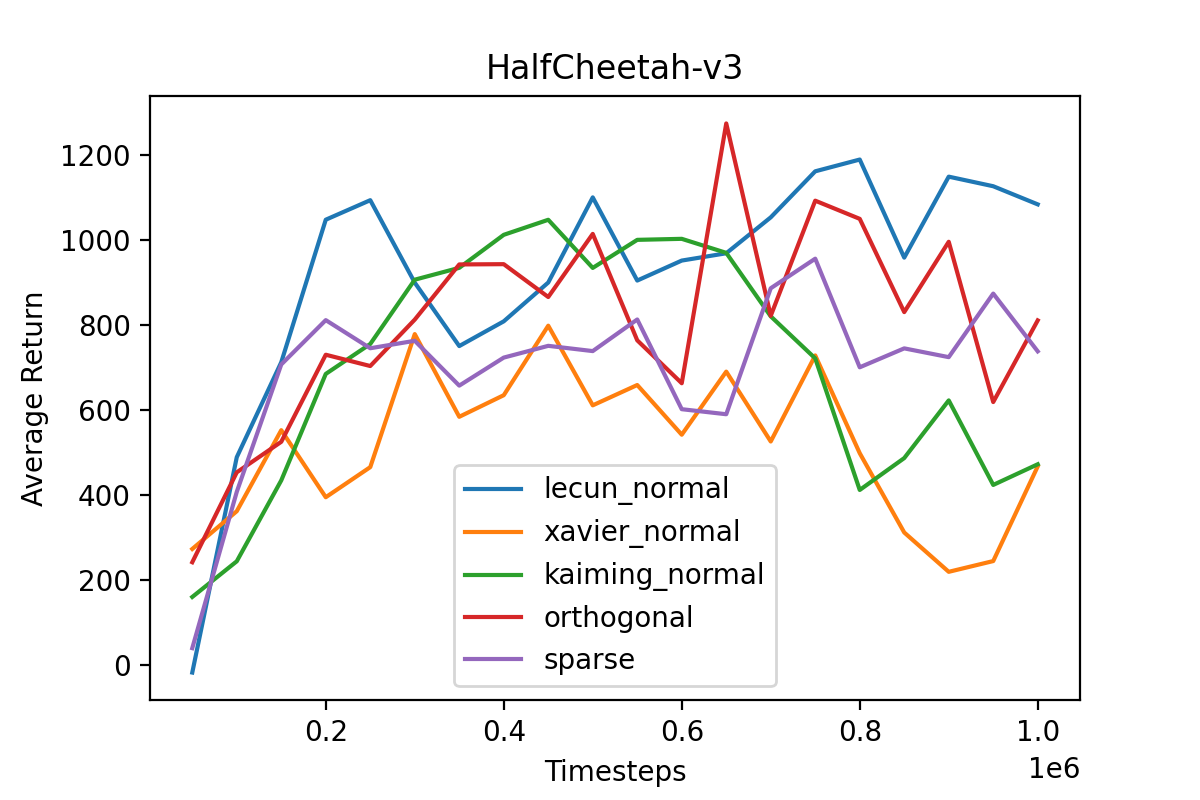 HalfCheetah-v3
Average Return
1200
1000
800
600
400
200
0
lecun_normal
xavier_normal
kaiming_normal
orthogonal
sparse
0.2 0.4 0.6 0.8 1.0
Timesteps
1e6